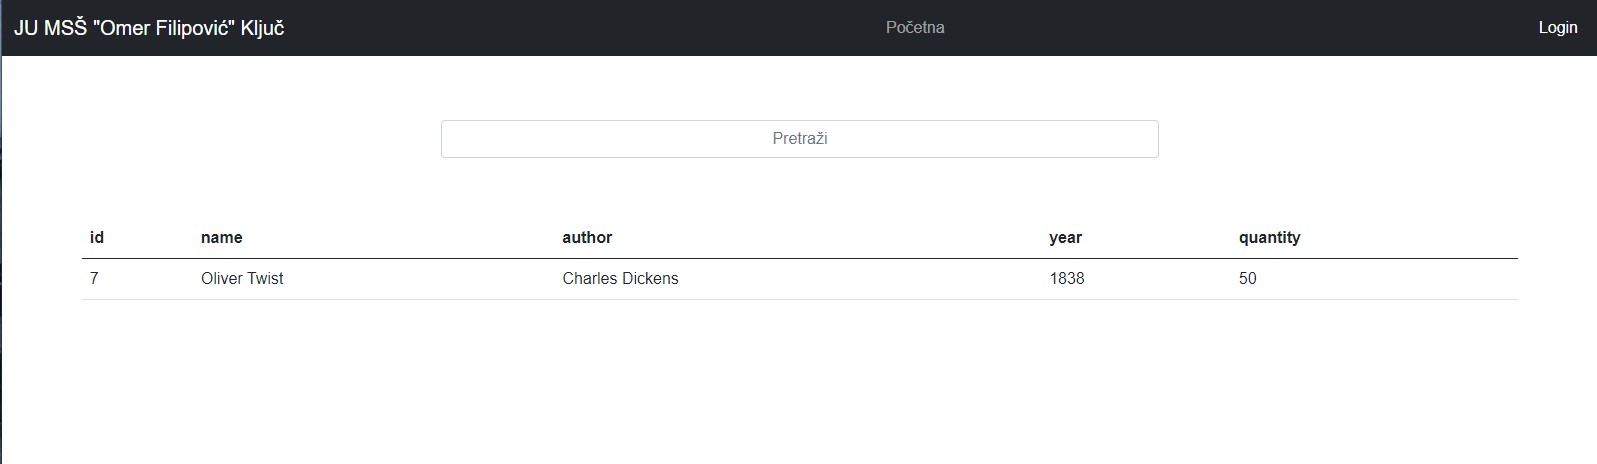 JU MSŠ "Omer Filipović" Ključ Početna Login
Pretraži
id name author year quantity
7 Oliver Twist Charles Dickens 1838 50